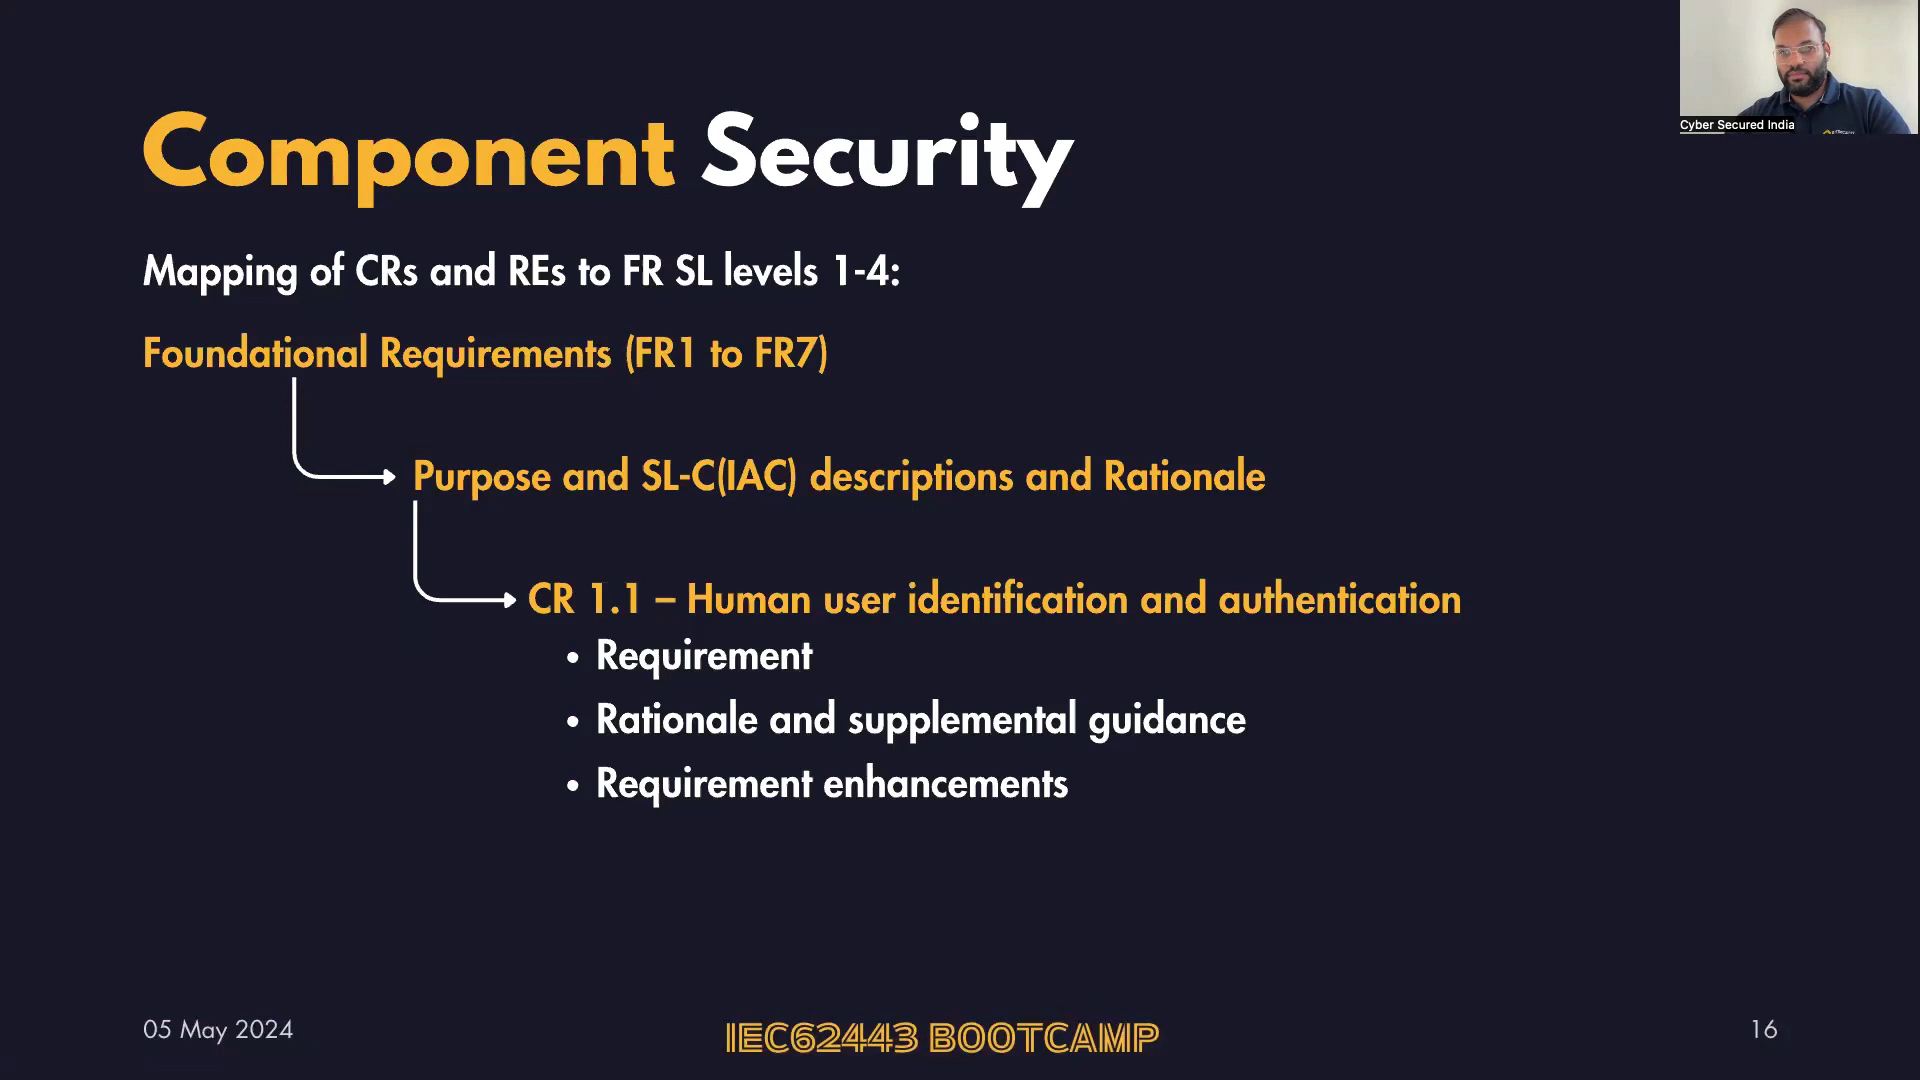 Component Security
Cyber Secured India
Mapping of CRs and REs to FR SL levels 1-4:
Foundational Requirements (FR1 to FR7)
Purpose and SL-C(IAC) descriptions and Rationale
CR 1.1 – Human user identification and authentication
• Requirement
• Rationale and supplemental guidance
• Requirement enhancements
05 May 2024
IEC62443 BOOTCAMP
16